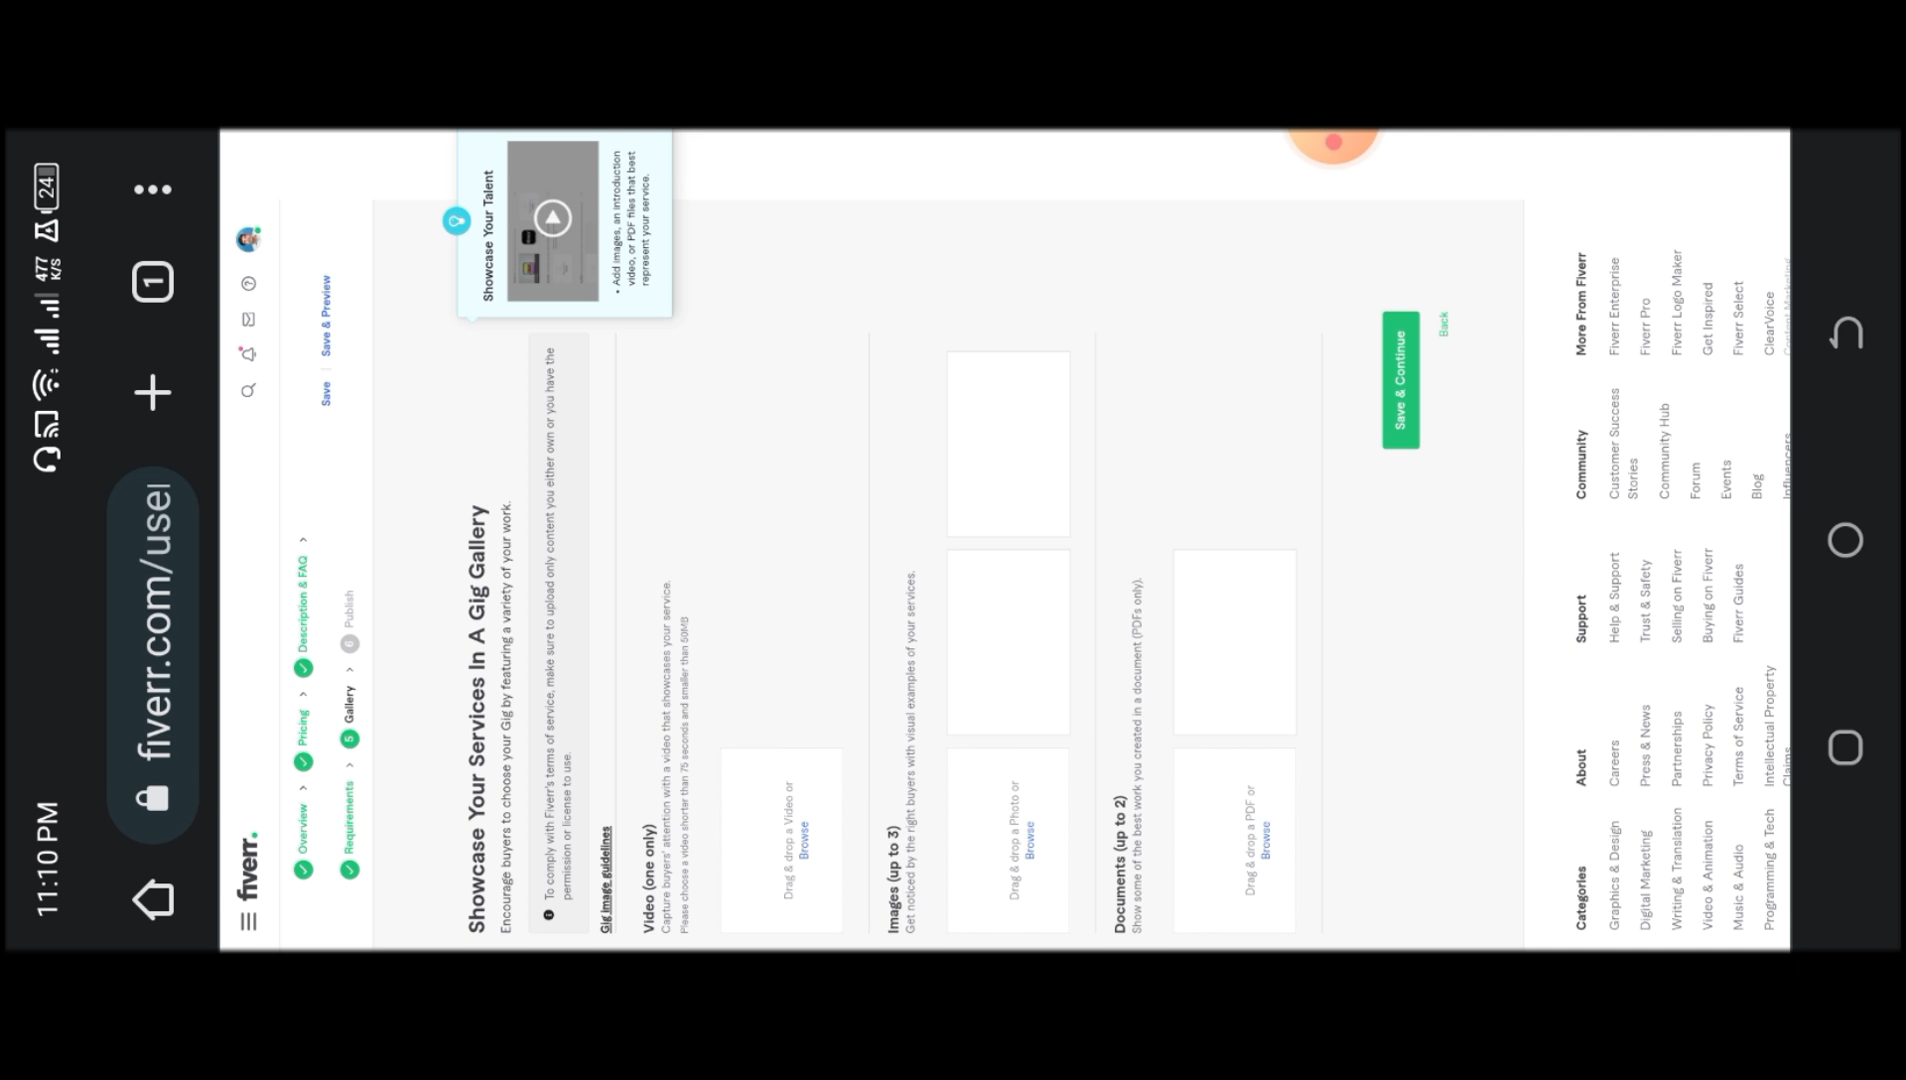 11:10 PM
477
K/S
24
fiverr.com/user
1
fiverr.
Overview
Pricing
Description & FAQ
Requirements
5 Gallery
6 Publish
Save
Save & Preview
Showcase Your Services In A Gig Gallery
Encourage buyers to choose your Gig by featuring a variety of your work.
To comply with Fiverr's terms of service, make sure to upload only content you either own or you have the
permission or license to use.
Gig image guidelines
Showcase Your Talent
• Add images, an introduction
video, or PDF files that best
represent your service.
Video (one only)
Capture buyers' attention with a video that showcases your service.
Please choose a video shorter than 75 seconds and smaller than 50MB
Drag & drop a Video or
Browse
Images (up to 3)
Get noticed by the right buyers with visual examples of your services.
Drag & drop a Photo or
Browse
Documents (up to 2)
Show some of the best work you created in a document (PDFs only).
Drag & drop a PDF or
Browse
Save & Continue
Back
Categories
Graphics & Design
Digital Marketing
Writing & Translation
Video & Animation
Music & Audio
Programming & Tech
About
Careers
Press & News
Partnerships
Privacy Policy
Terms of Service
Intellectual Property
Claims
Support
Help & Support
Trust & Safety
Selling on Fiverr
Buying on Fiverr
Fiverr Guides
Community
Customer Success
Stories
Community Hub
Forum
Events
Blog
Influencers
More From Fiverr
Fiverr Enterprise
Fiverr Pro
Fiverr Logo Maker
Get Inspired
Fiverr Select
ClearVoice
Content Marketing